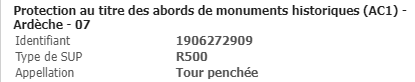 Protection au titre des abords de monuments historiques (AC1) -
Ardèche - 07
Identifiant 1906272909
Type de SUP R500
Appellation Tour penchée